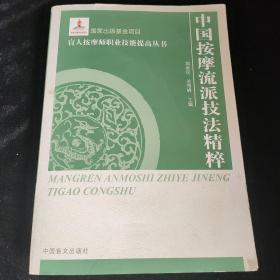 国家出版基金项目
盲人按摩师职业技能提高丛书
中国按摩流派技法精粹
主编
MANGREN ANMOSHI ZHIYE JINENG
TIGAO CONGSHU
中国盲文出版社